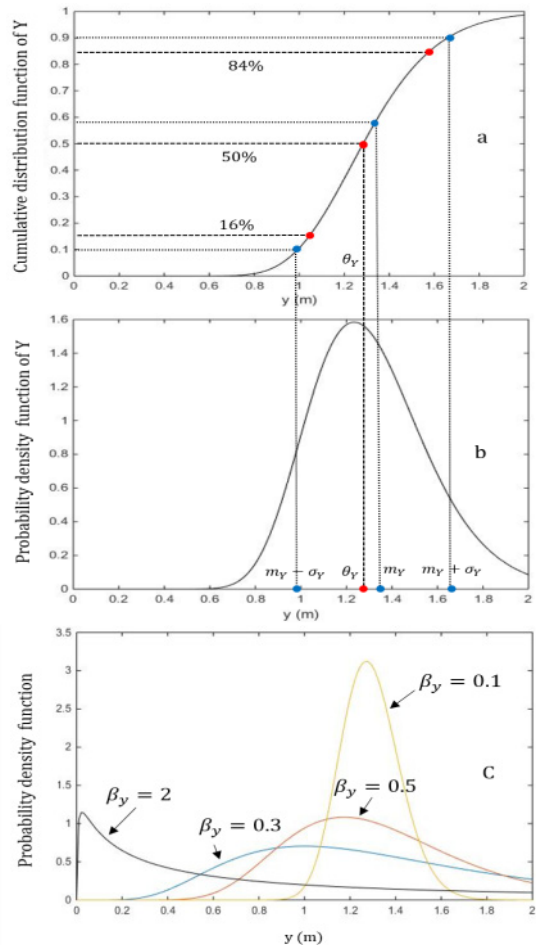 Cumulative distribution function of Y
1
0.9
0.8
0.7
0.6
0.5
0.4
0.3
0.2
0.1
0
84%
50%
16%
θ_Y
a
0 0.2 0.4 0.6 0.8 1 1.2 1.4 1.6 1.8 2
y (m)
Probability density function of Y
1.6
1.4
1.2
1
0.8
0.6
0.4
0.2
0
b
m_Y − σ_Y θ_Y m_Y m_Y + σ_Y
0 0.2 0.4 0.6 0.8 1 1.2 1.4 1.6 1.8 2
y (m)
Probability density function
3.5
3
2.5
2
1.5
1
0.5
0
β_y = 0.1
C
β_y = 2
β_y = 0.5
β_y = 0.3
0 0.2 0.4 0.6 0.8 1 1.2 1.4 1.6 1.8 2
y (m)